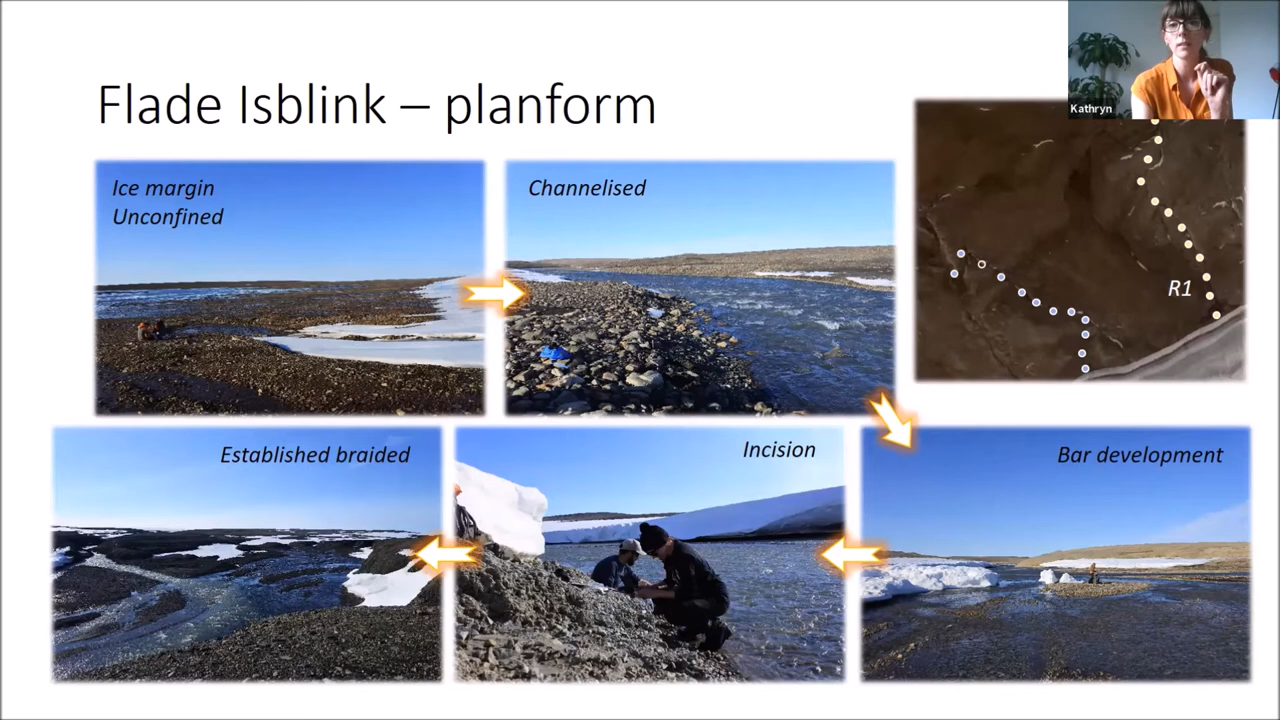 Flade Isblink – planform
Kathryn
Ice margin
Unconfined
Channelised
R1
Established braided
Incision
Bar development